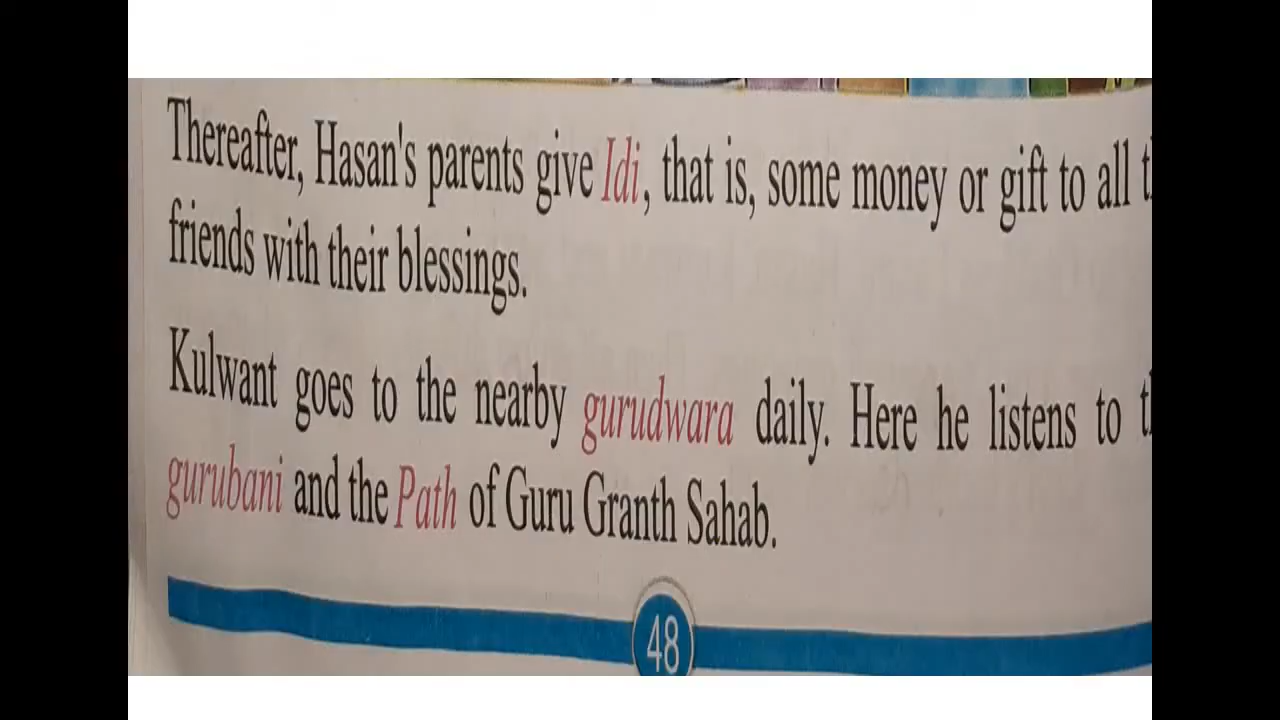 Thereafter, Hasan's parents give Idi, that is, some money or gift to all
friends with their blessings.
Kulwant goes to the nearby gurudwara daily. Here he listens to
gurubani and the Path of Guru Granth Sahab.
48